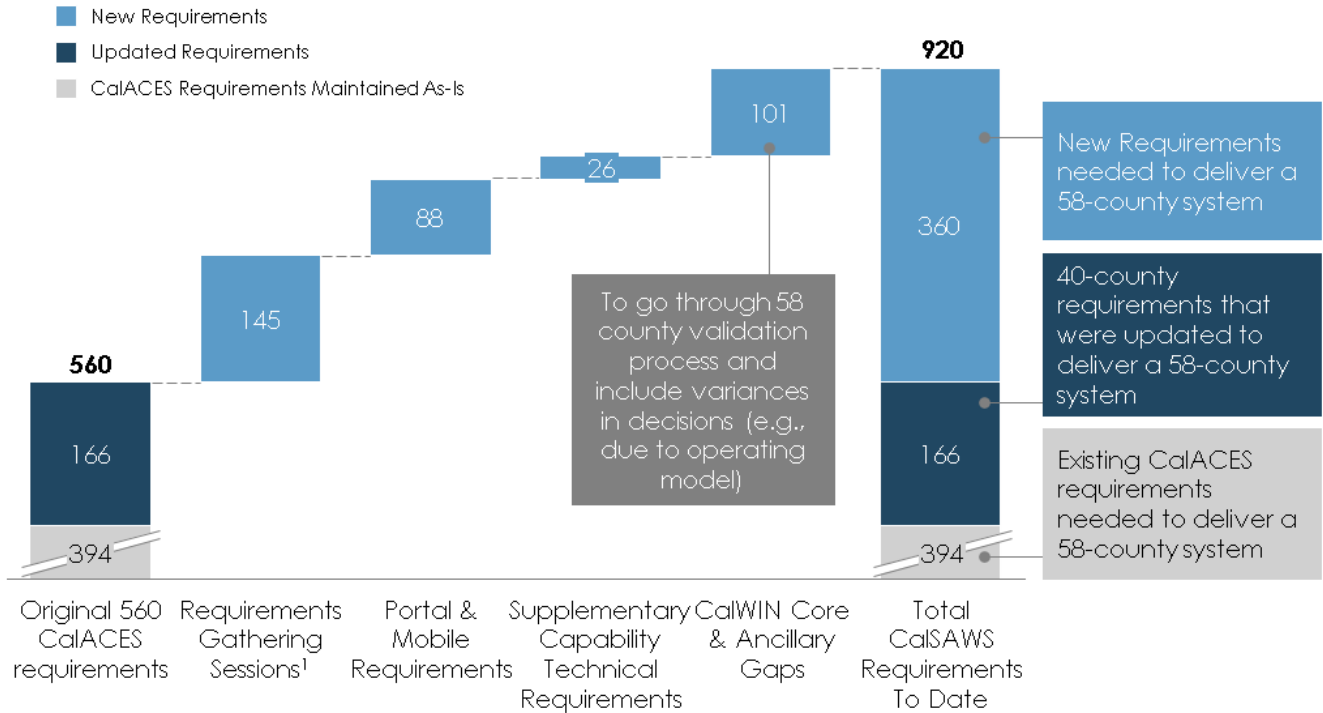 New Requirements
Updated Requirements
CalACES Requirements Maintained As-Is
560
166
394
145
88
26
101
920
360
166
394
To go through 58
county validation
process and
include variances
in decisions (e.g.,
due to operating
model)
New Requirements
needed to deliver a
58-county system
40-county
requirements that
were updated to
deliver a 58-county
system
Existing CalACES
requirements
needed to deliver a
58-county system
Original 560
CalACES
requirements
Requirements
Gathering
Sessions¹
Portal &
Mobile
Requirements
Supplementary
Capability
Technical
Requirements
CalWIN Core
& Ancillary
Gaps
Total
CalSAWS
Requirements
To Date